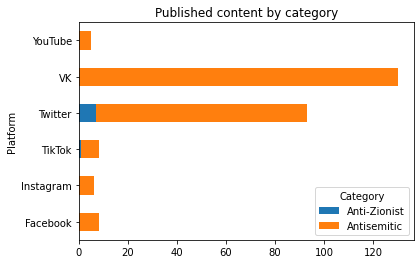 Published content by category
Platform
YouTube
VK
Twitter
TikTok
Instagram
Facebook
0 20 40 60 80 100 120
Category
Anti-Zionist
Antisemitic